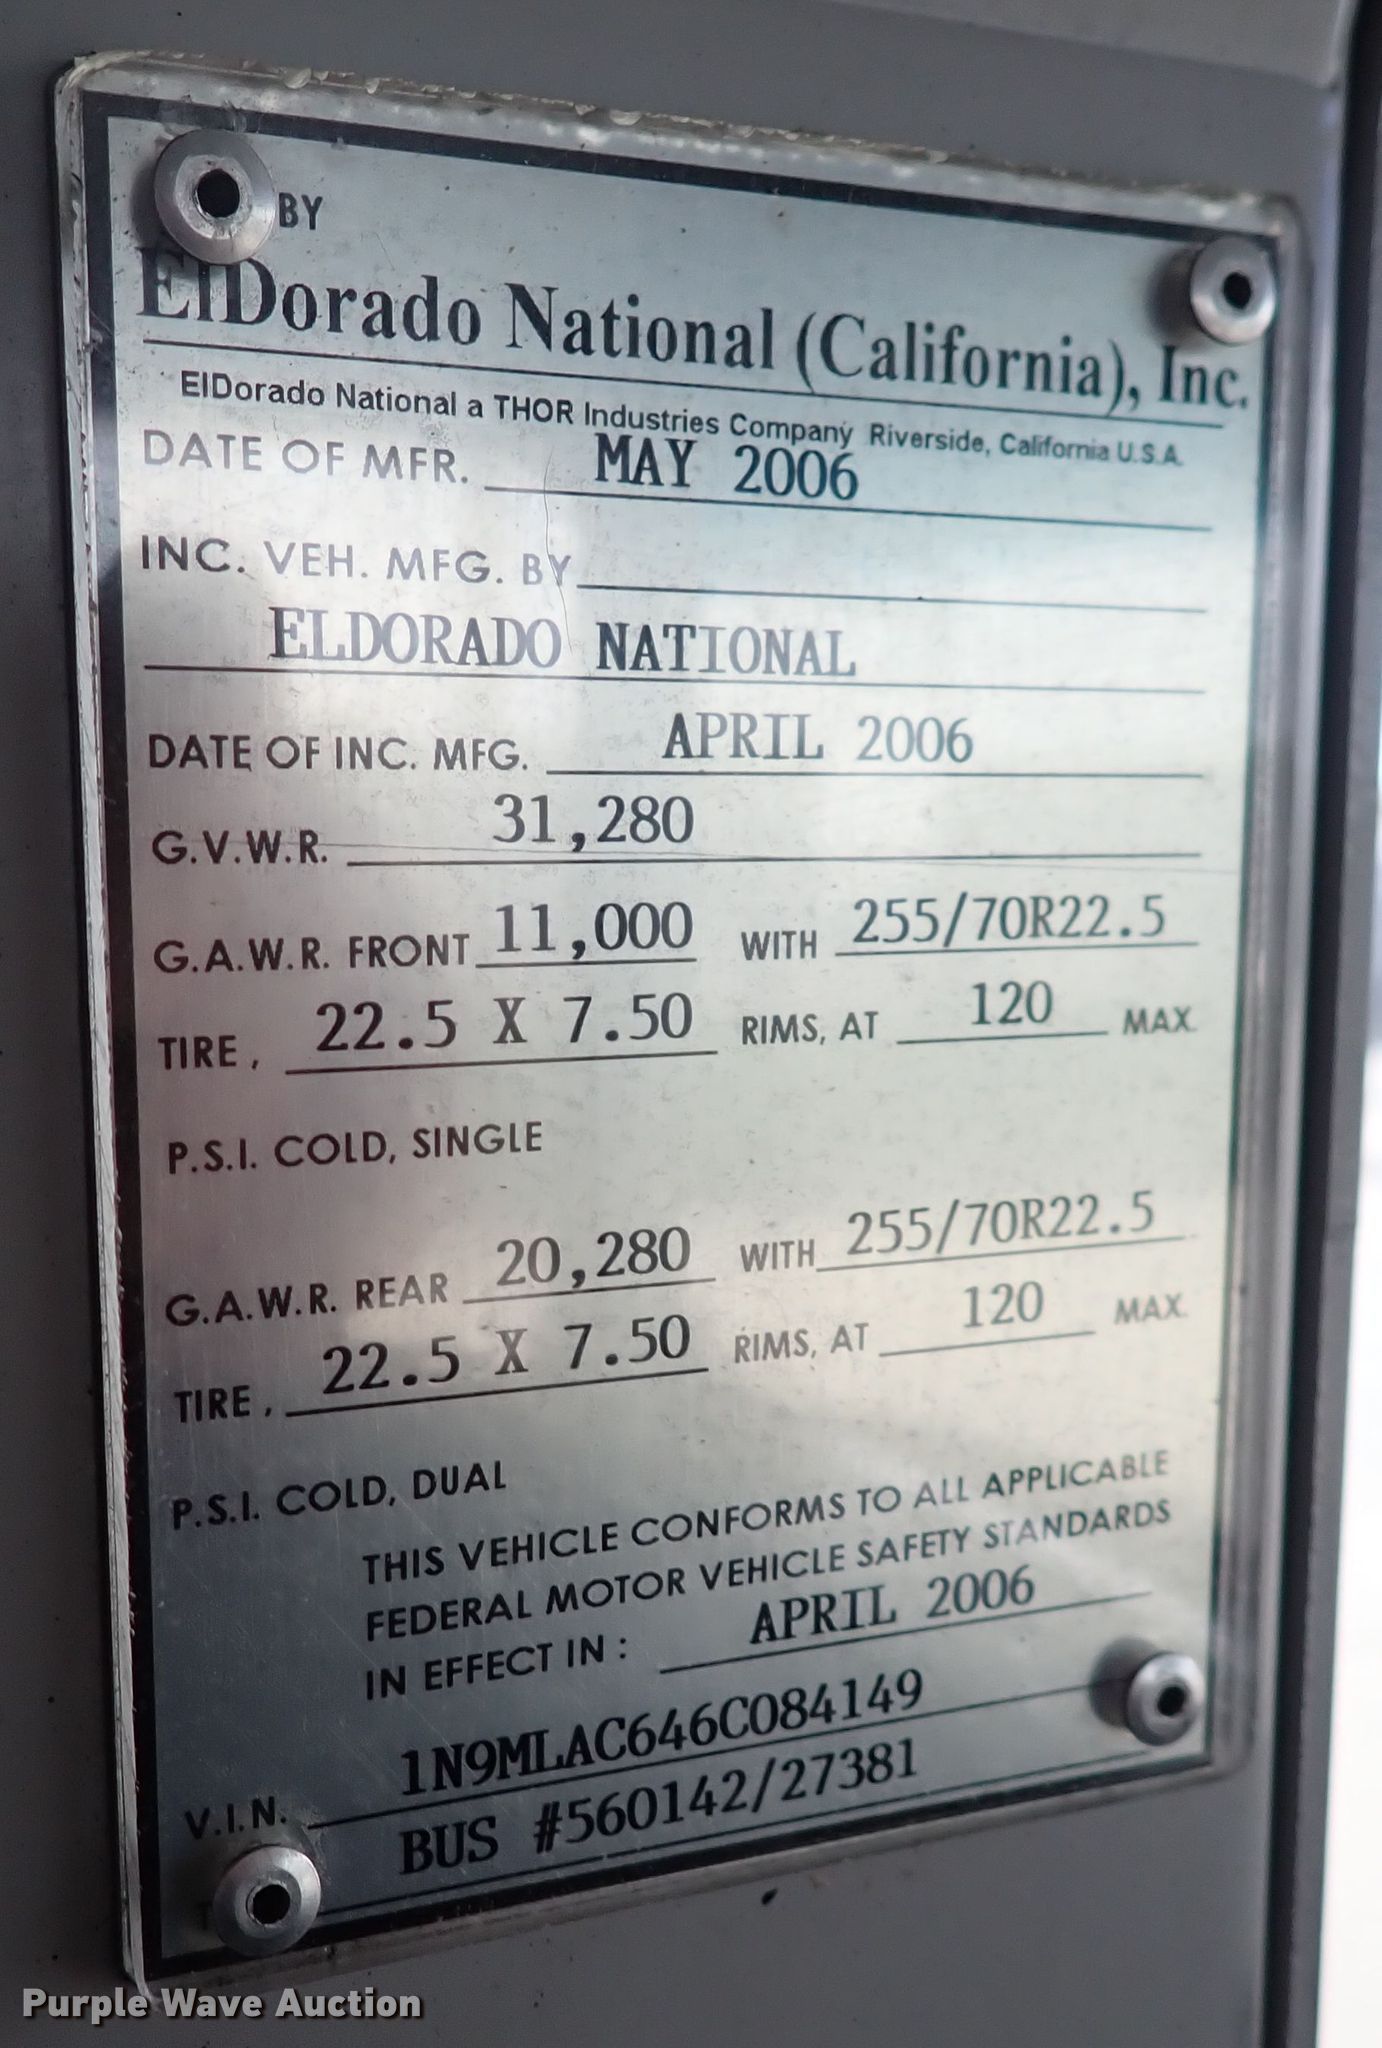 BY
ElDorado National (California), Inc.
ElDorado National a THOR Industries Company Riverside, California U.S.A.
DATE OF MFR. MAY 2006
INC. VEH. MFG. BY
ELDORADO NATIONAL
DATE OF INC. MFG. APRIL 2006
G.V.W.R. 31,280
G.A.W.R. FRONT 11,000 WITH 255/70R22.5
TIRE, 22.5 X 7.50 RIMS, AT 120 MAX.
P.S.I. COLD, SINGLE
G.A.W.R. REAR 20,280 WITH 255/70R22.5
TIRE, 22.5 X 7.50 RIMS, AT 120 MAX.
P.S.I. COLD, DUAL
THIS VEHICLE CONFORMS TO ALL APPLICABLE
FEDERAL MOTOR VEHICLE SAFETY STANDARDS
IN EFFECT IN: APRIL 2006
V.I.N. 1N9MLAC646C084149
BUS #560142/27381
Purple Wave Auction